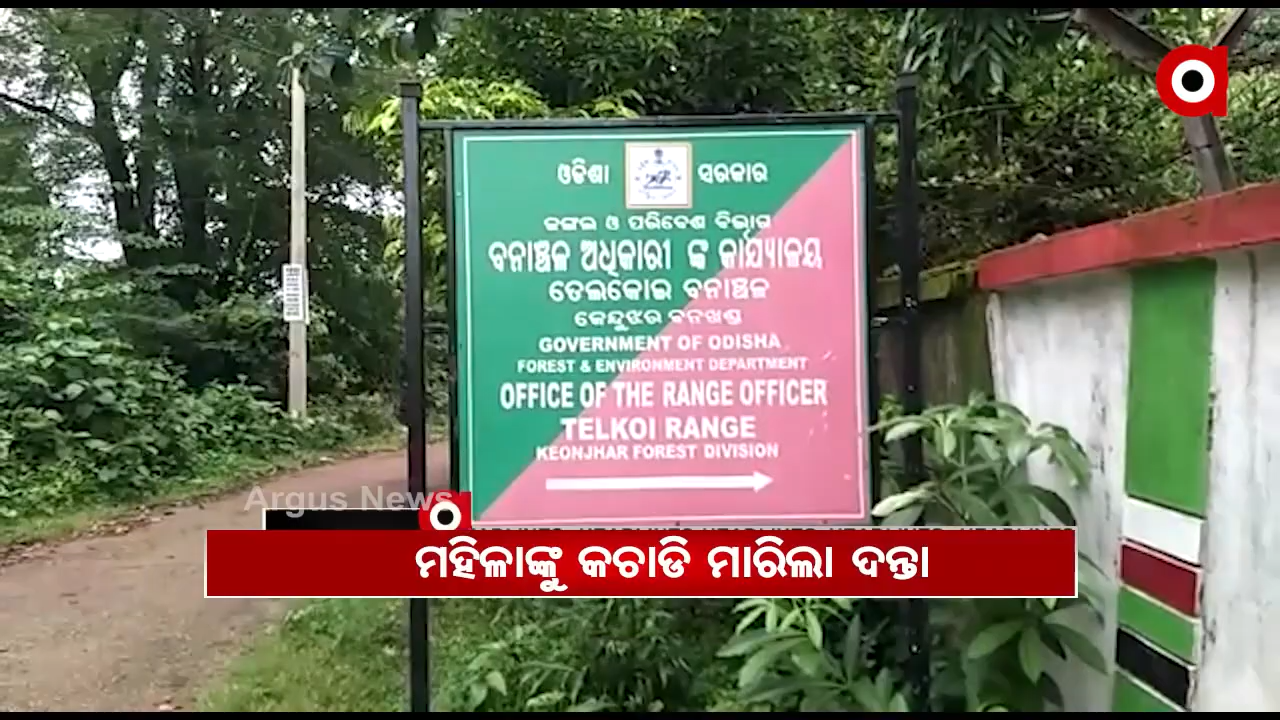 ଓଡିଶା ସରକାର
ଜଙ୍ଗଲ ଓ ପରିବେଶ ବିଭାଗ
ବନାଞ୍ଚଳ ଅଧିକାରୀ ଙ୍କ କାର୍ଯ୍ୟାଳୟ
ତେଲକୋଇ ବନାଞ୍ଚଳ
କେନ୍ଦୁଝର ବନଖଣ୍ଡ
GOVERNMENT OF ODISHA
FOREST & ENVIRONMENT DEPARTMENT
OFFICE OF THE RANGE OFFICER
TELKOI RANGE
KEONJHAR FOREST DIVISION
Argus News
ମହିଳାଙ୍କୁ କଚାଡି ମାରିଲା ଦନ୍ତା